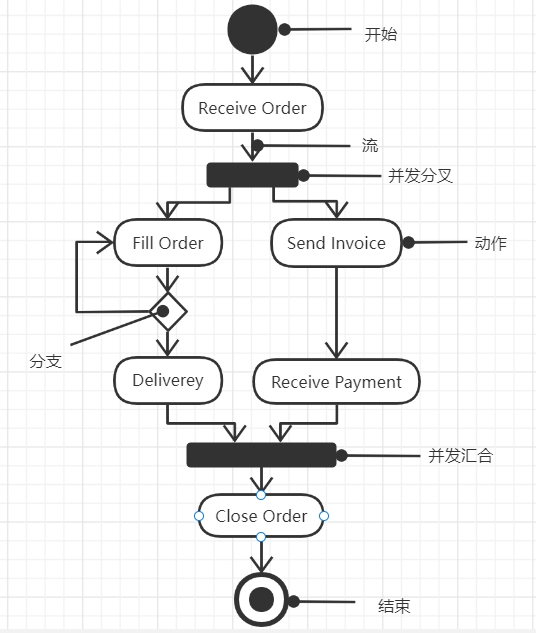 开始
Receive Order
流
并发分叉
Fill Order
Send Invoice
动作
分支
Deliverey
Receive Payment
并发汇合
Close Order
结束